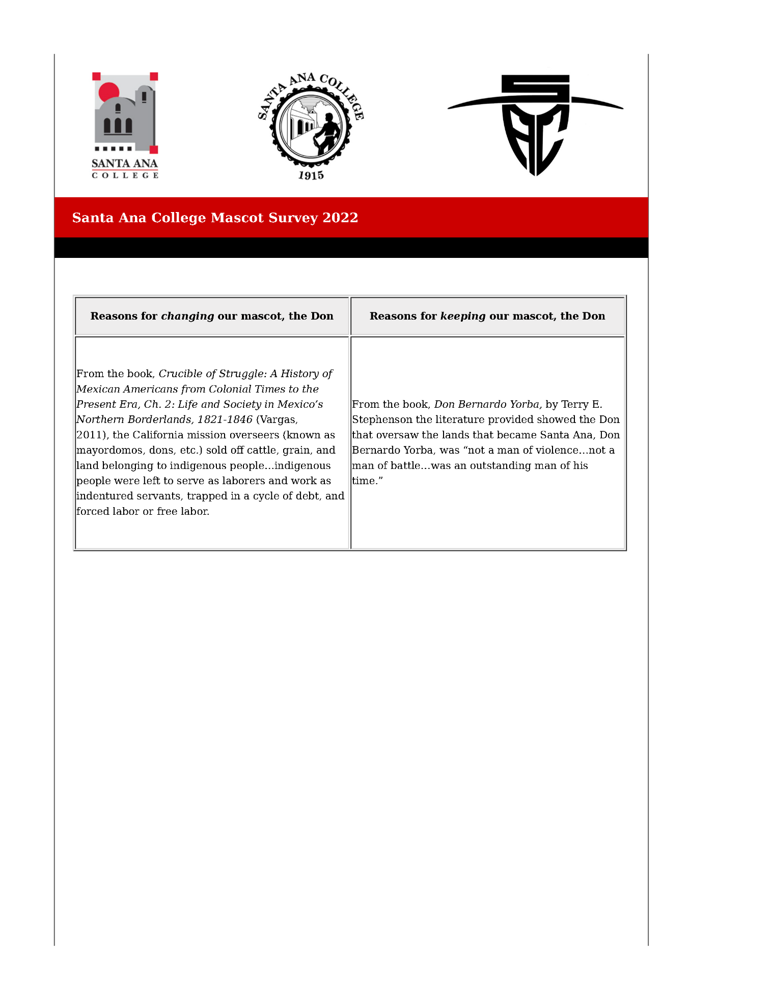 SANTA ANA
COLLEGE
SANTA ANA COLLEGE
1915
SAC
Santa Ana College Mascot Survey 2022
Reasons for changing our mascot, the Don
Reasons for keeping our mascot, the Don
From the book, Crucible of Struggle: A History of
Mexican Americans from Colonial Times to the
Present Era, Ch. 2: Life and Society in Mexico’s
Northern Borderlands, 1821-1846 (Vargas,
2011), the California mission overseers (known as
mayordomos, dons, etc.) sold off cattle, grain, and
land belonging to indigenous people…indigenous
people were left to serve as laborers and work as
indentured servants, trapped in a cycle of debt, and
forced labor or free labor.
From the book, Don Bernardo Yorba, by Terry E.
Stephenson the literature provided showed the Don
that oversaw the lands that became Santa Ana, Don
Bernardo Yorba, was “not a man of violence…not a
man of battle…was an outstanding man of his
time.”